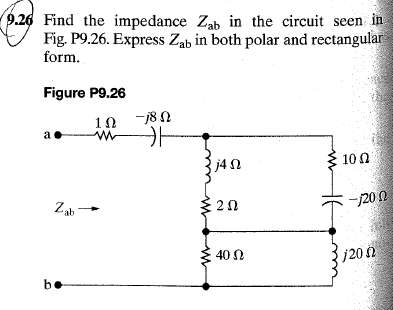 9.26 Find the impedance Zab in the circuit seen in
Fig. P9.26. Express Zab in both polar and rectangular
form.
Figure P9.26
1 Ω
-j8 Ω
a
j4 Ω
10 Ω
Zab
2 Ω
-j20 Ω
40 Ω
j20 Ω
b